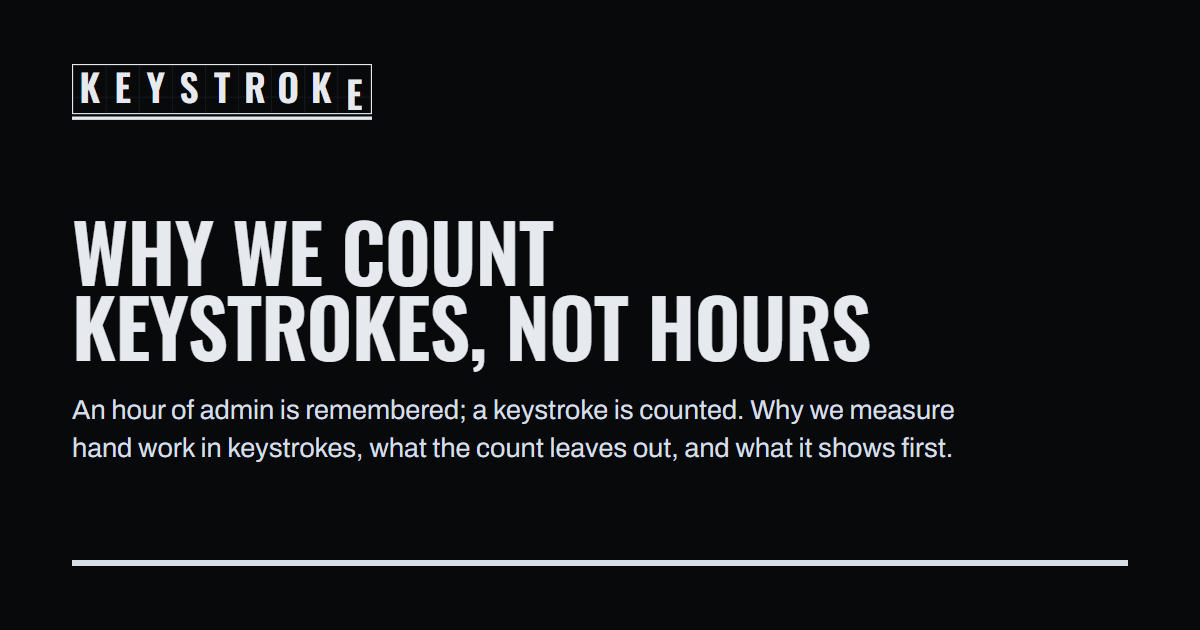 KEYSTROKE
WHY WE COUNT
KEYSTROKES, NOT HOURS
An hour of admin is remembered; a keystroke is counted. Why we measure
hand work in keystrokes, what the count leaves out, and what it shows first.